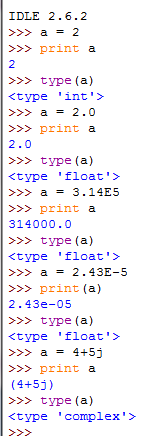 IDLE 2.6.2
>>> a = 2
>>> print a
2
>>> type(a)
<type 'int'>
>>> a = 2.0
>>> print a
2.0
>>> type(a)
<type 'float'>
>>> a = 3.14E5
>>> print a
314000.0
>>> type(a)
<type 'float'>
>>> a = 2.43E-5
>>> print(a)
2.43e-05
>>> type(a)
<type 'float'>
>>> a = 4+5j
>>> print a
(4+5j)
>>> type(a)
<type 'complex'>
>>>